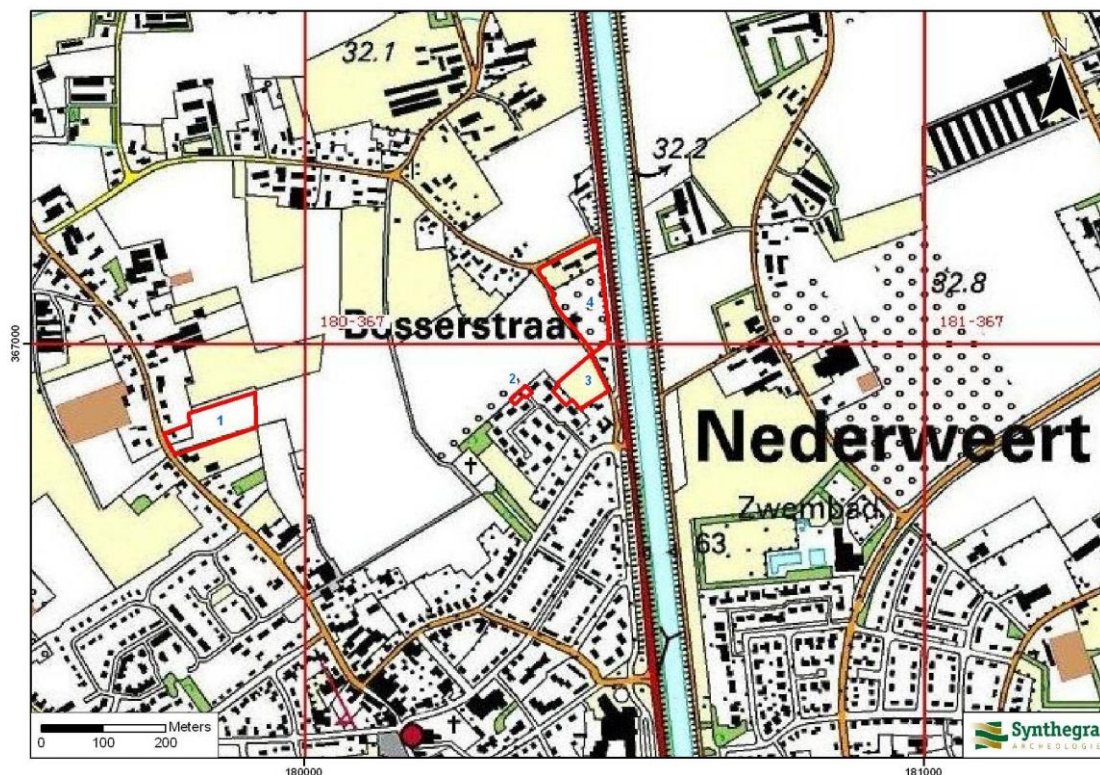 32.1
N
32.2
32.8
4
180-367
181-367
Busserstraat
367000
2
3
1
Nederweert
Zwembad
63
Meters
0 100 200
Synthegra
ARCHEOLOGIE
180000
181000